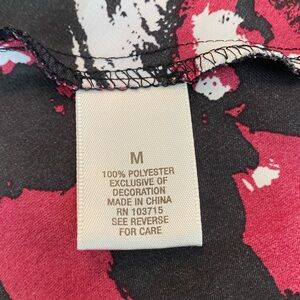 M
100% POLYESTER
EXCLUSIVE OF
DECORATION
MADE IN CHINA
RN 103715
SEE REVERSE
FOR CARE